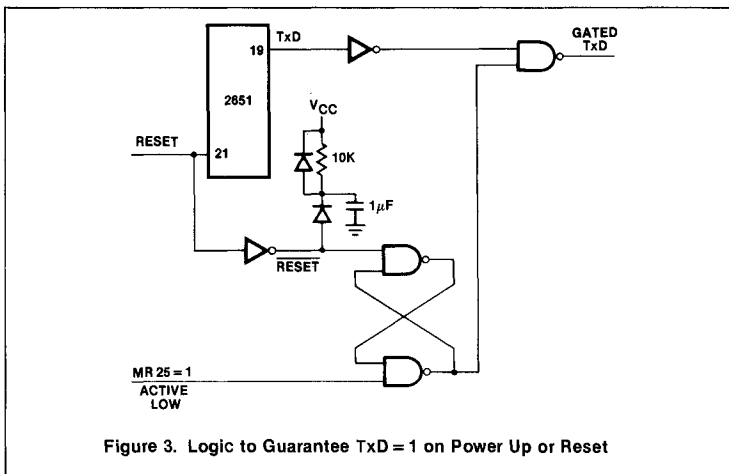 GATED
TxD
TxD
19
2651
VCC
RESET
21
10K
1μF
RESET
MR 25 = 1
ACTIVE
LOW
Figure 3. Logic to Guarantee TxD = 1 on Power Up or Reset